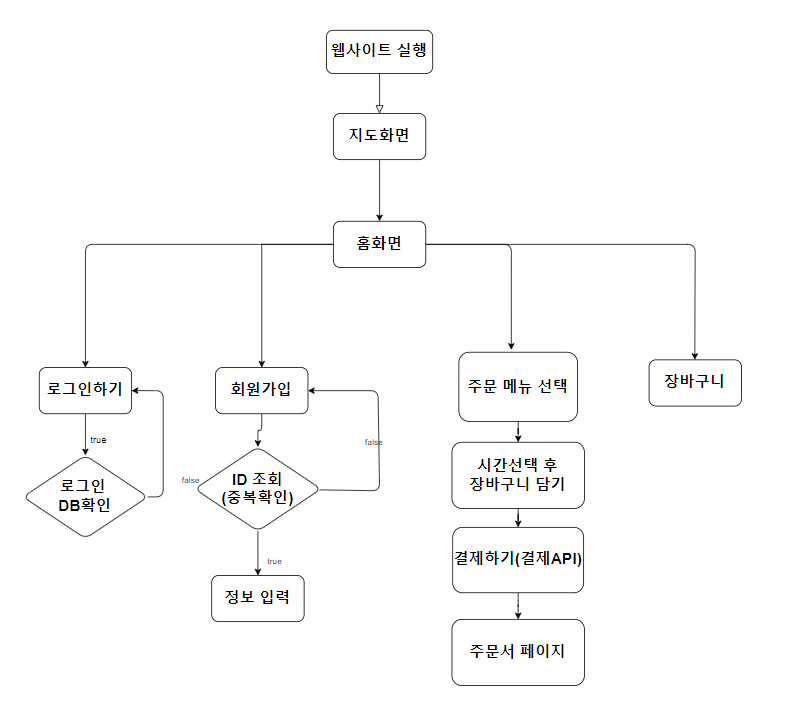 웹사이트 실행
지도화면
홈화면
로그인하기
회원가입
주문 메뉴 선택
장바구니
true
false
로그인
DB확인
false
ID 조회
(중복확인)
시간선택 후
장바구니 담기
true
결제하기(결제API)
정보 입력
주문서 페이지